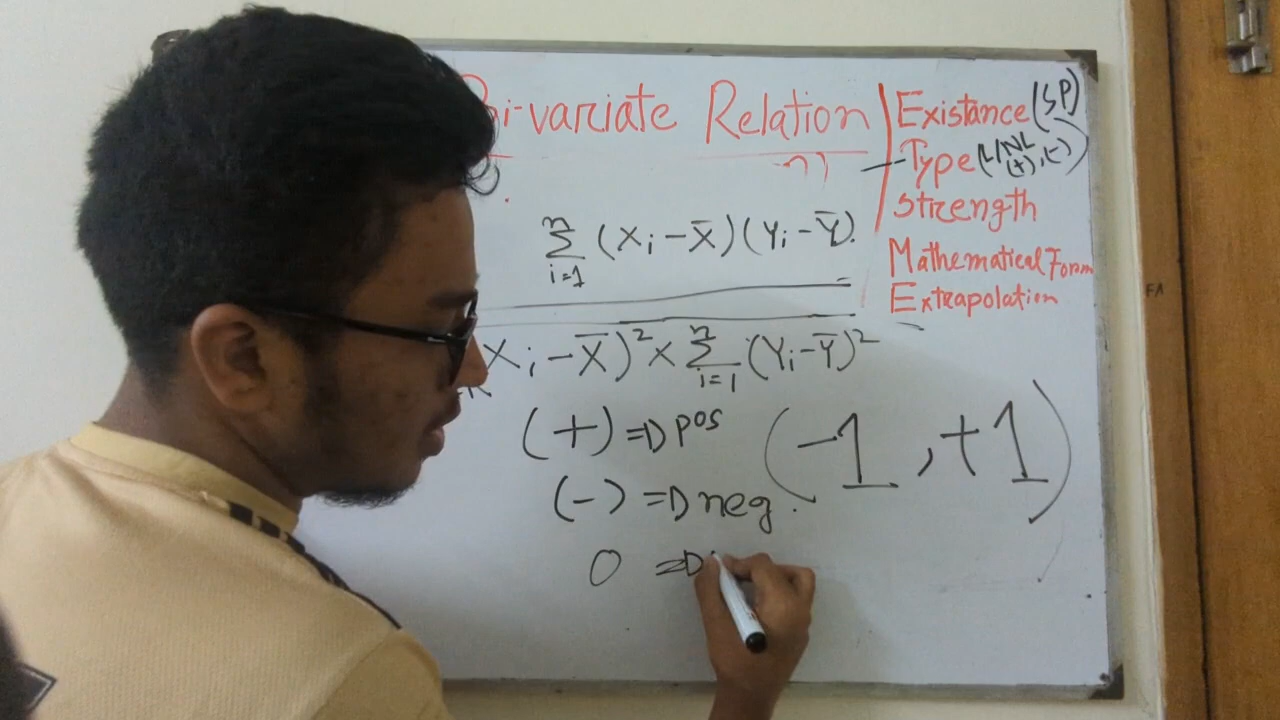 Bi-variate Relation
Existance (SP)
Type (L/NL
(+), (-)
Strength
Mathematical Form
Extrapolation
n
∑ (Xi - X̄) (Yi - Ȳ).
i=1
Xi - X̄)² × n∑i=1 (Yi - Ȳ)²
(+) ⇒ pos
(-1, +1)
(-) ⇒ neg.
0 ⇒
FA